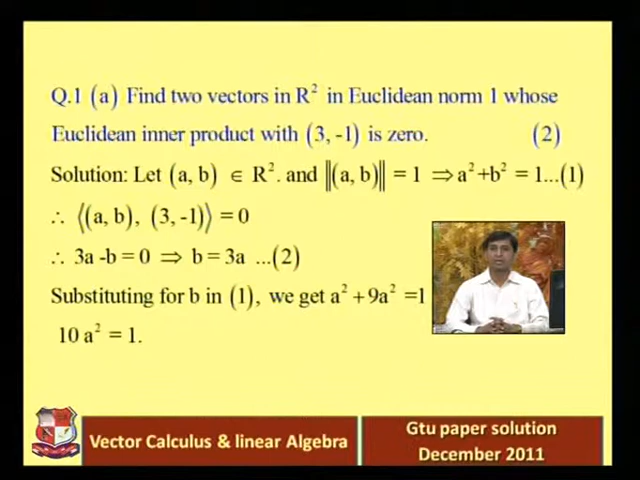 Q.1 (a) Find two vectors in R² in Euclidean norm 1 whose
Euclidean inner product with (3, -1) is zero. (2)
Solution: Let (a, b) ∈ R². and ‖(a, b)‖ = 1 ⇒ a²+b² = 1...(1)
∴ ⟨(a, b), (3, -1)⟩ = 0
∴ 3a -b = 0 ⇒ b = 3a ...(2)
Substituting for b in (1), we get a² + 9a² =1
10 a² = 1.
Vector Calculus & linear Algebra
Gtu paper solution
December 2011